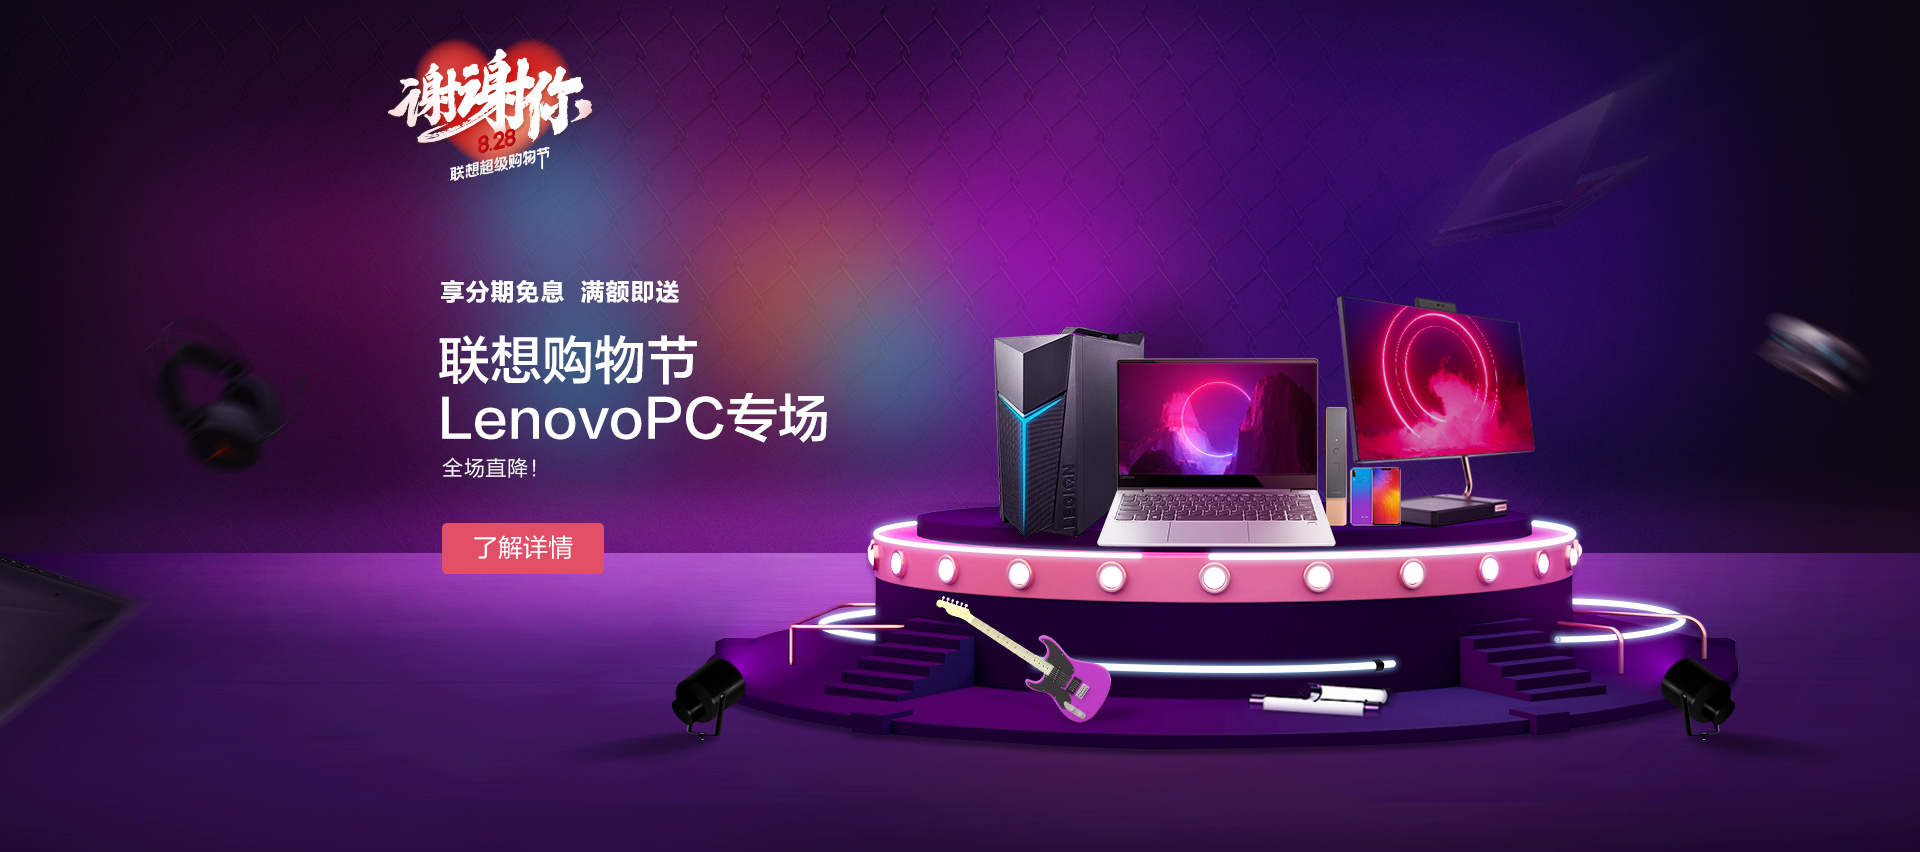 谢谢你,
8.28
联想超级购物节
享分期免息 满额即送
联想购物节
LenovoPC专场
全场直降!
了解详情